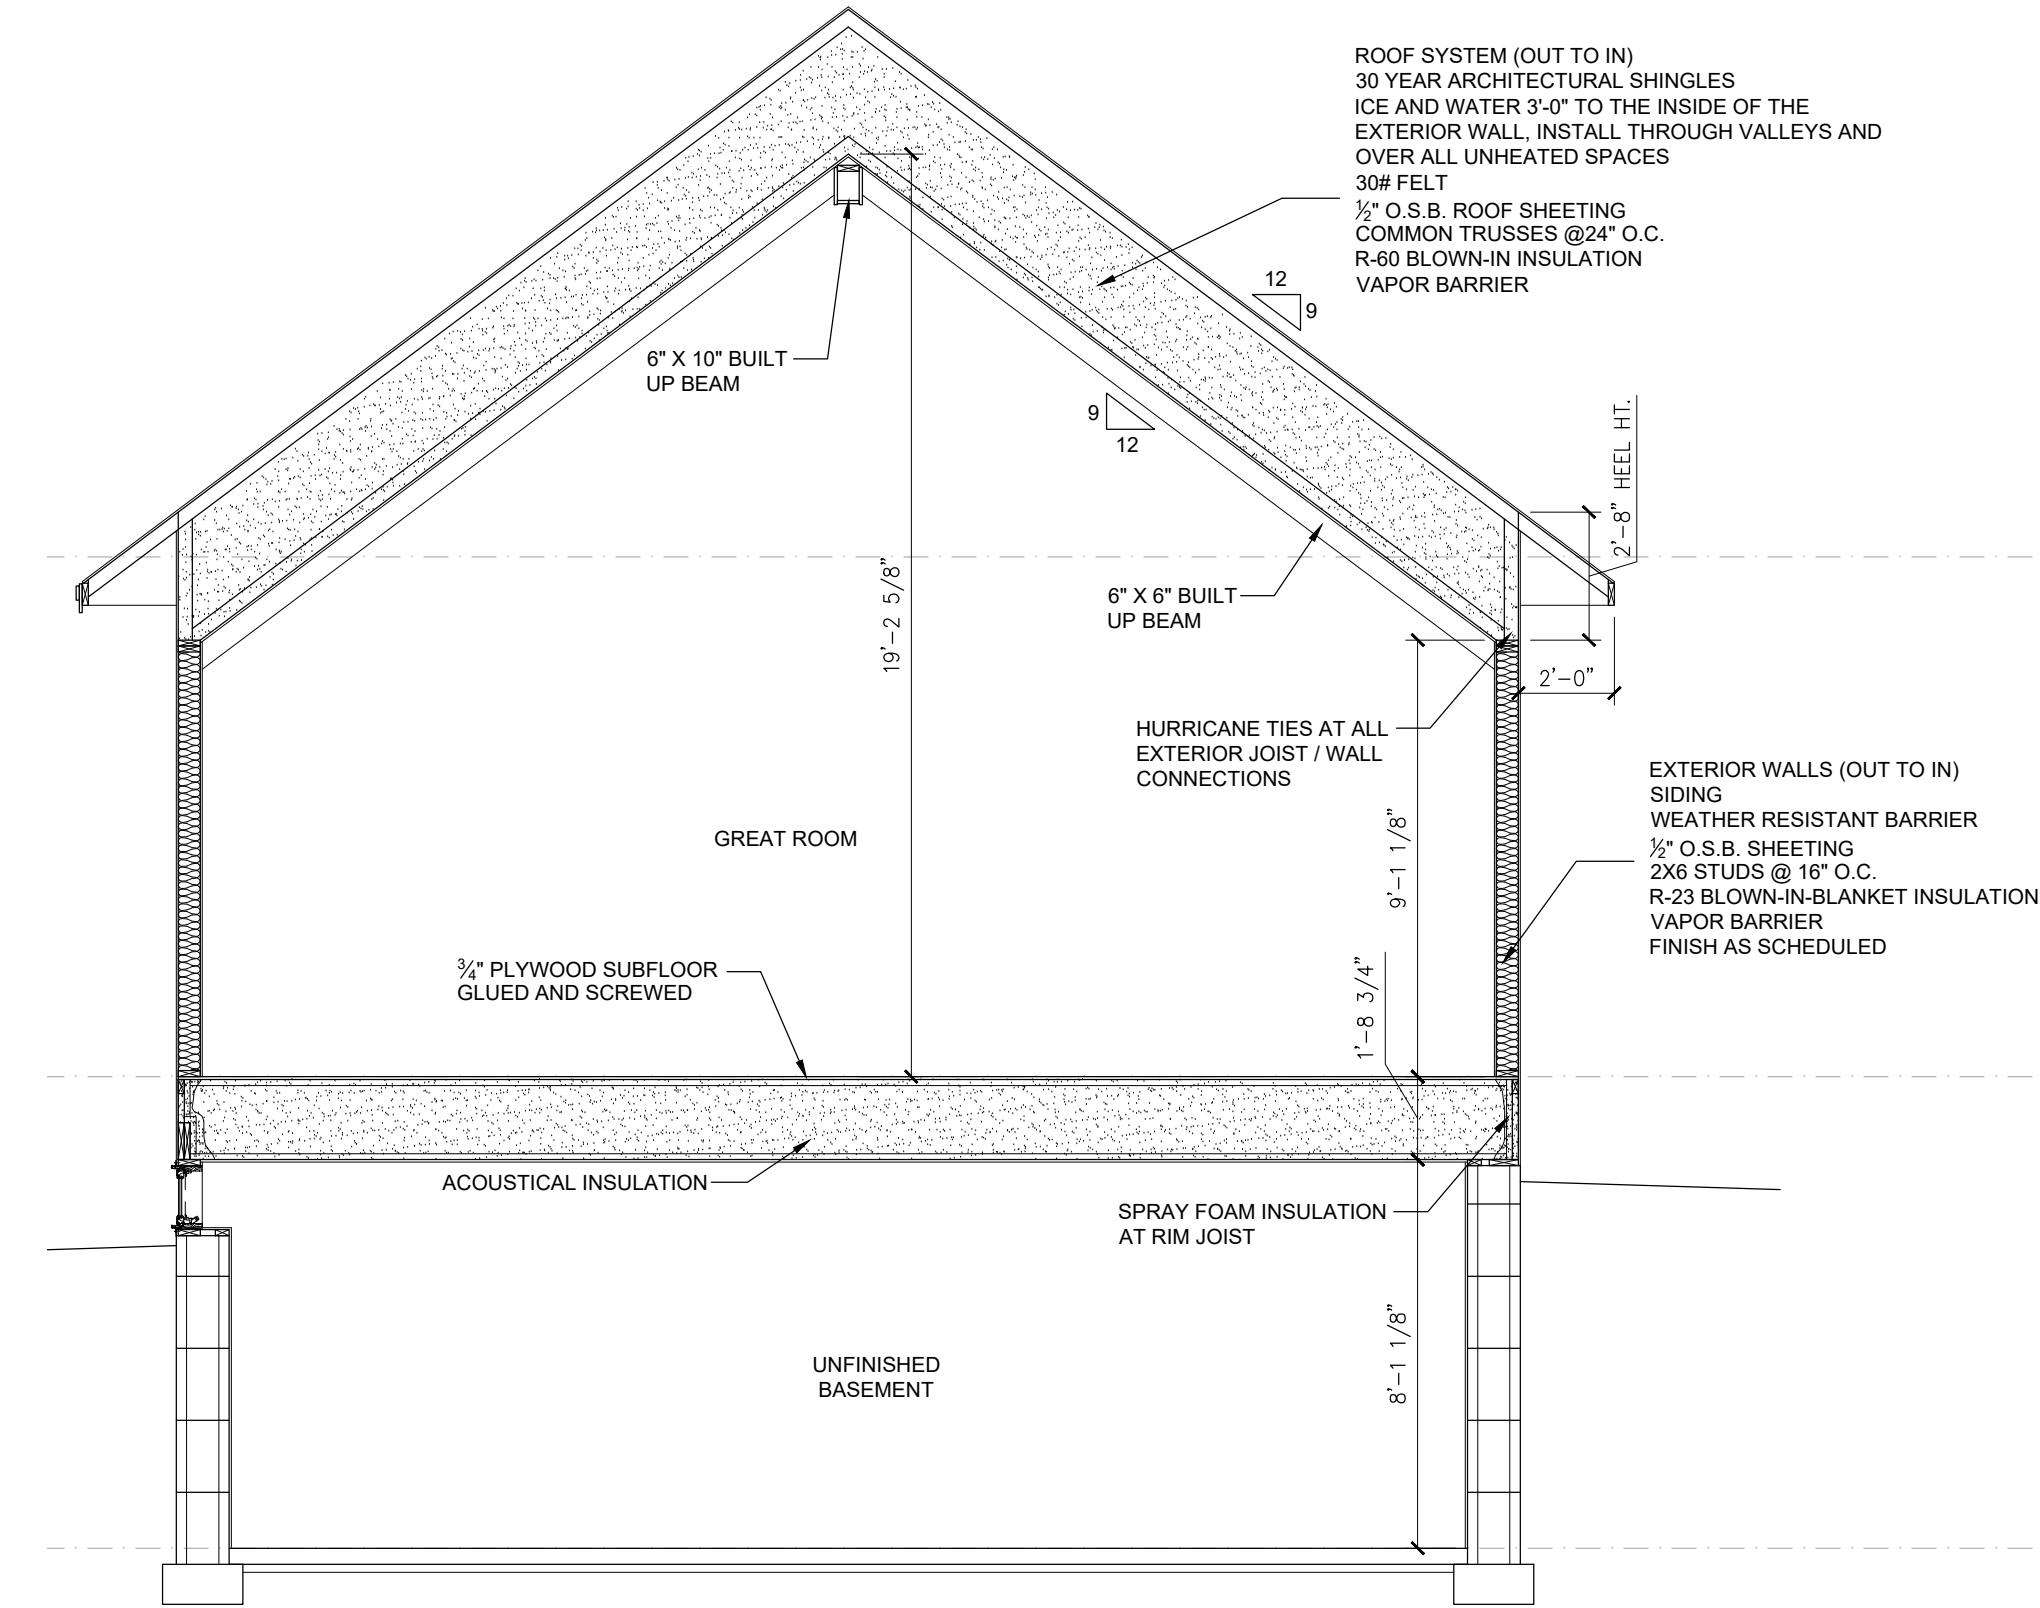 ROOF SYSTEM (OUT TO IN)
30 YEAR ARCHITECTURAL SHINGLES
ICE AND WATER 3'-0" TO THE INSIDE OF THE
EXTERIOR WALL, INSTALL THROUGH VALLEYS AND
OVER ALL UNHEATED SPACES
30# FELT
½" O.S.B. ROOF SHEETING
COMMON TRUSSES @24" O.C.
R-60 BLOWN-IN INSULATION
VAPOR BARRIER
12
9
6" X 10" BUILT
UP BEAM
9
12
2'-8" HEEL HT.
19'-2 5/8"
6" X 6" BUILT
UP BEAM
2'-0"
HURRICANE TIES AT ALL
EXTERIOR JOIST / WALL
CONNECTIONS
EXTERIOR WALLS (OUT TO IN)
SIDING
WEATHER RESISTANT BARRIER
½" O.S.B. SHEETING
2X6 STUDS @ 16" O.C.
R-23 BLOWN-IN-BLANKET INSULATION
VAPOR BARRIER
FINISH AS SCHEDULED
GREAT ROOM
9'-1 1/8"
¾" PLYWOOD SUBFLOOR
GLUED AND SCREWED
1'-8 3/4"
ACOUSTICAL INSULATION
SPRAY FOAM INSULATION
AT RIM JOIST
8'-1 1/8"
UNFINISHED
BASEMENT